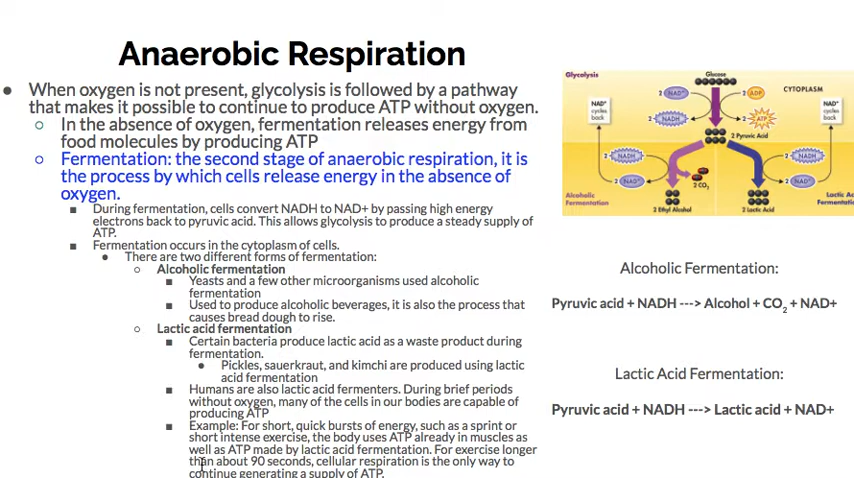 Anaerobic Respiration
When oxygen is not present, glycolysis is followed by a pathway
that makes it possible to continue to produce ATP without oxygen.
In the absence of oxygen, fermentation releases energy from
food molecules by producing ATP
Fermentation: the second stage of anaerobic respiration, it is
the process by which cells release energy in the absence of
oxygen.
During fermentation, cells convert NADH to NAD+ by passing high energy
electrons back to pyruvic acid. This allows glycolysis to produce a steady supply of
ATP.
Fermentation occurs in the cytoplasm of cells.
There are two different forms of fermentation:
Alcoholic fermentation
Yeasts and a few other microorganisms used alcoholic
fermentation
Used to produce alcoholic beverages, it is also the process that
causes bread dough to rise.
Lactic acid fermentation
Certain bacteria produce lactic acid as a waste product during
fermentation.
Pickles, sauerkraut, and kimchi are produced using lactic
acid fermentation
Humans are also lactic acid fermenters. During brief periods
without oxygen, many of the cells in our bodies are capable of
producing ATP
Example: For short, quick bursts of energy, such as a sprint or
short intense exercise, the body uses ATP already in muscles as
well as ATP made by lactic acid fermentation. For exercise longer
than about 90 seconds, cellular respiration is the only way to
continue generating a supply of ATP.
Glycolysis
Glucose
CYTOPLASM
2 NAD+
2 ADP
NAD+
cycles
back
2 NADH
2 ATP
NAD+
cycles
back
2 Pyruvic Acid
2 NADH
2 NADH
2 NAD+
2 CO2
2 NAD+
Alcoholic
Fermentation
2 Ethyl Alcohol
2 Lactic Acid
Lactic Ac
Fermentatio
Alcoholic Fermentation:
Pyruvic acid + NADH ---> Alcohol + CO2 + NAD+
Lactic Acid Fermentation:
Pyruvic acid + NADH ---> Lactic acid + NAD+